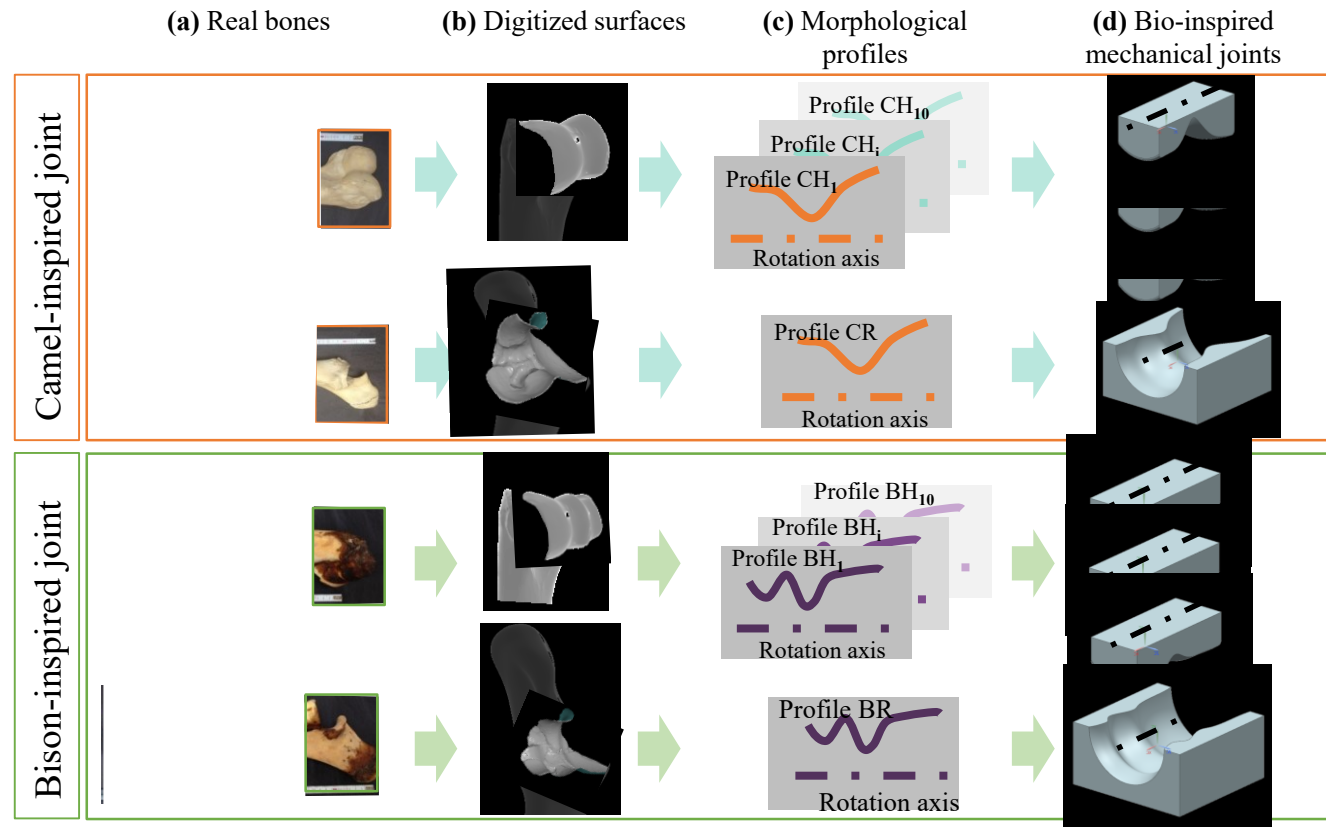 (a) Real bones
(b) Digitized surfaces
(c) Morphological
profiles
(d) Bio-inspired
mechanical joints
Camel-inspired joint
Profile CH10
Profile CHi
Profile CH1
Rotation axis
Profile CR
Rotation axis
Bison-inspired joint
Profile BH10
Profile BHi
Profile BH1
Rotation axis
Profile BR
Rotation axis